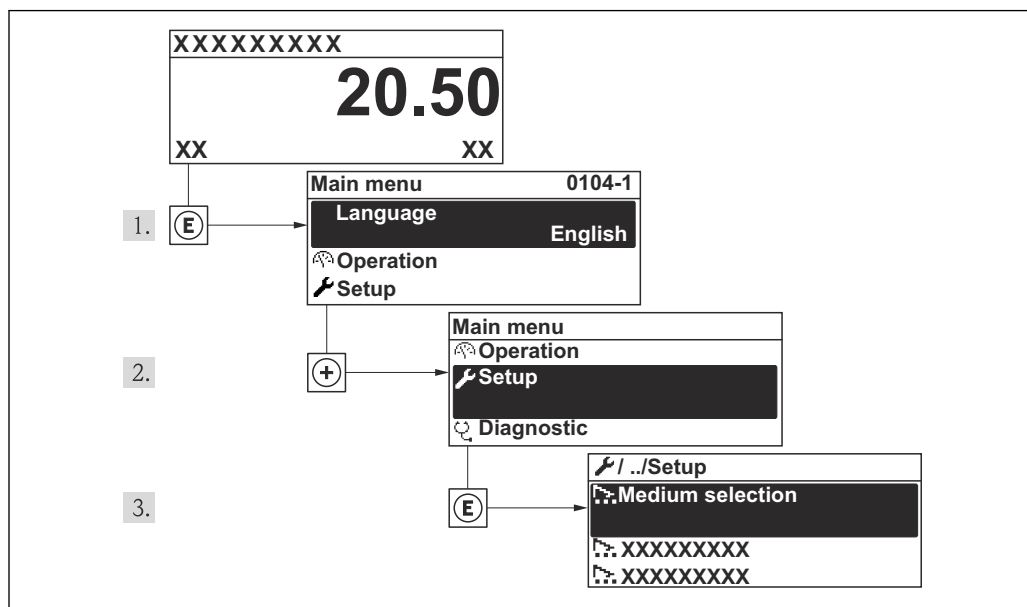 XXXXXXXXX
20.50
XX XX
Main menu 0104-1
Language
English
1. E
Operation
Setup
Main menu
Operation
2. + Setup
Diagnostic
/ ../Setup
Medium selection
3. E
XXXXXXXXX
XXXXXXXXX